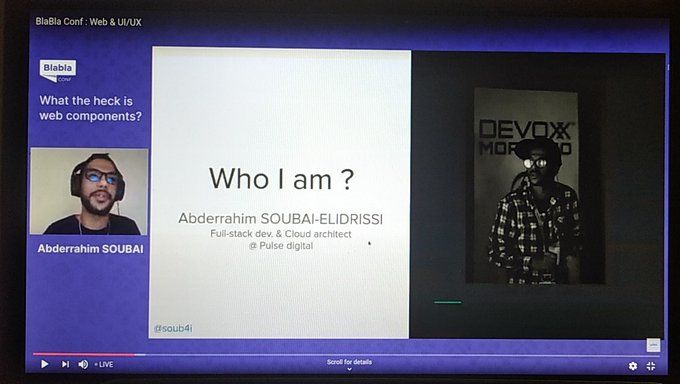 BlaBla Conf : Web & UI/UX
Blabla
CONF
What the heck is
web components?
Abderrahim SOUBAI
Who I am ?
Abderrahim SOUBAI-ELIDRISSI
Full-stack dev. & Cloud architect
@ Pulse digital
@soub4i
DEVOXX
LIVE
Scroll for details